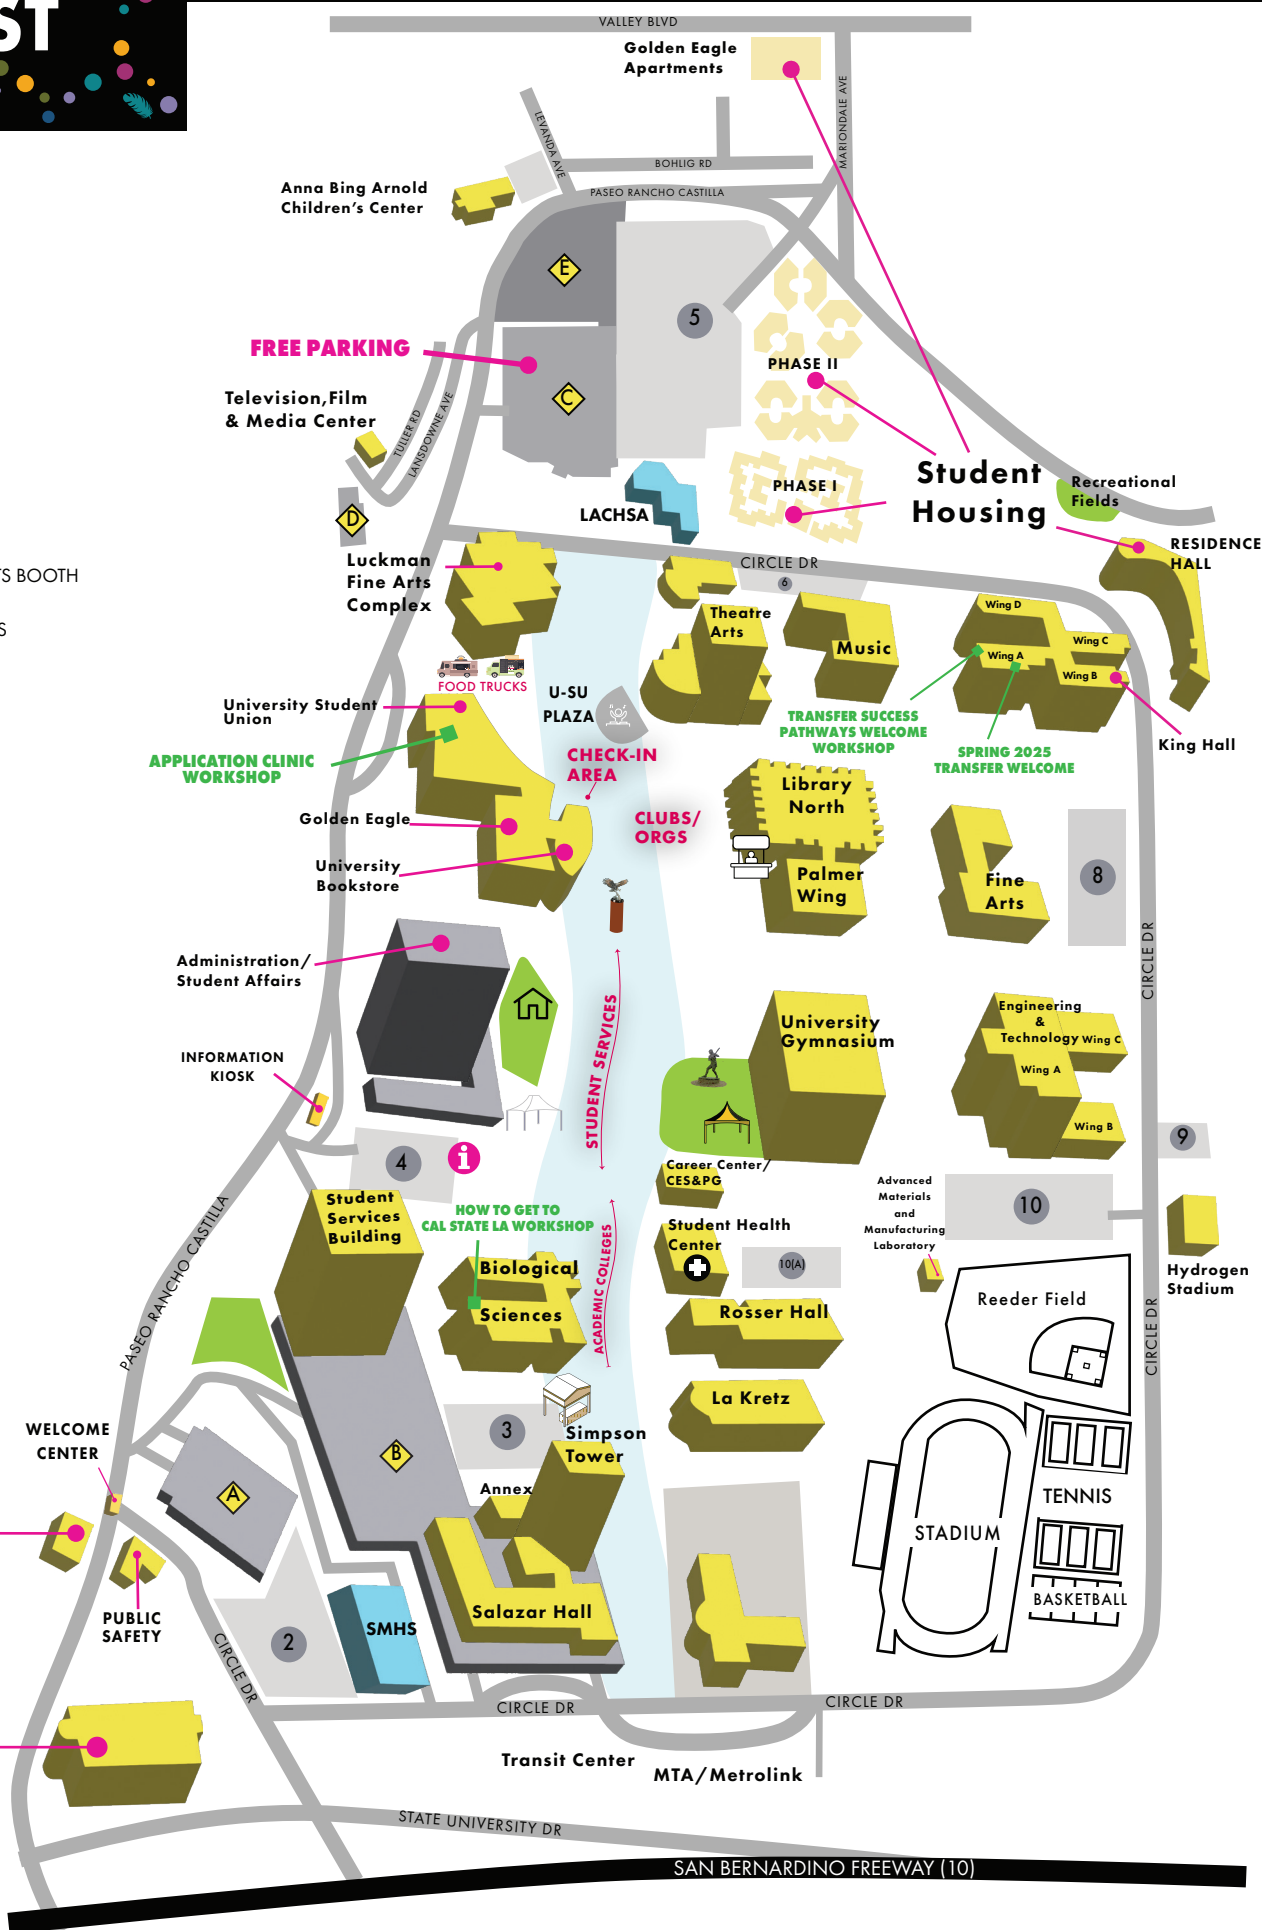 ST
VALLEY BLVD
Golden Eagle
Apartments
MARIONDALE AVE
LEVANDA AVE
BOHLIG RD
PASEO RANCHO CASTILLA
Anna Bing Arnold
Children's Center
E
5
FREE PARKING
PHASE II
C
Television,Film
& Media Center
TULLER RD
LANSDOWNE AVE
Student
Housing
PHASE I
Recreational
Fields
LACHSA
D
RESIDENCE
HALL
CIRCLE DR
6
Luckman
Fine Arts
Complex
TS BOOTH
S
Theatre
Arts
Music
Wing D
Wing C
Wing A
Wing B
FOOD TRUCKS
U-SU
PLAZA
University Student
Union
TRANSFER SUCCESS
PATHWAYS WELCOME
WORKSHOP
SPRING 2025
TRANSFER WELCOME
King Hall
APPLICATION CLINIC
WORKSHOP
CHECK-IN
AREA
Library
North
Golden Eagle
CLUBS/
ORGS
University
Bookstore
Palmer
Wing
Fine
Arts
8
CIRCLE DR
Administration/
Student Affairs
STUDENT SERVICES
University
Gymnasium
Engineering
&
Technology
Wing C
Wing A
Wing B
INFORMATION
KIOSK
9
4
i
Career Center/
CES&PG
Advanced
Materials
and
Manufacturing
Laboratory
10
Student
Services
Building
HOW TO GET TO
CAL STATE LA WORKSHOP
Student Health
Center
10(A)
Hydrogen
Stadium
PASEO RANCHO CASTILLA
Biological
Sciences
ACADEMIC COLLEGES
Rosser Hall
Reeder Field
CIRCLE DR
La Kretz
WELCOME
CENTER
3
B
Simpson
Tower
A
Annex
TENNIS
STADIUM
BASKETBALL
PUBLIC
SAFETY
2
SMHS
Salazar Hall
CIRCLE DR
CIRCLE DR
CIRCLE DR
Transit Center
MTA/Metrolink
STATE UNIVERSITY DR
SAN BERNARDINO FREEWAY (10)